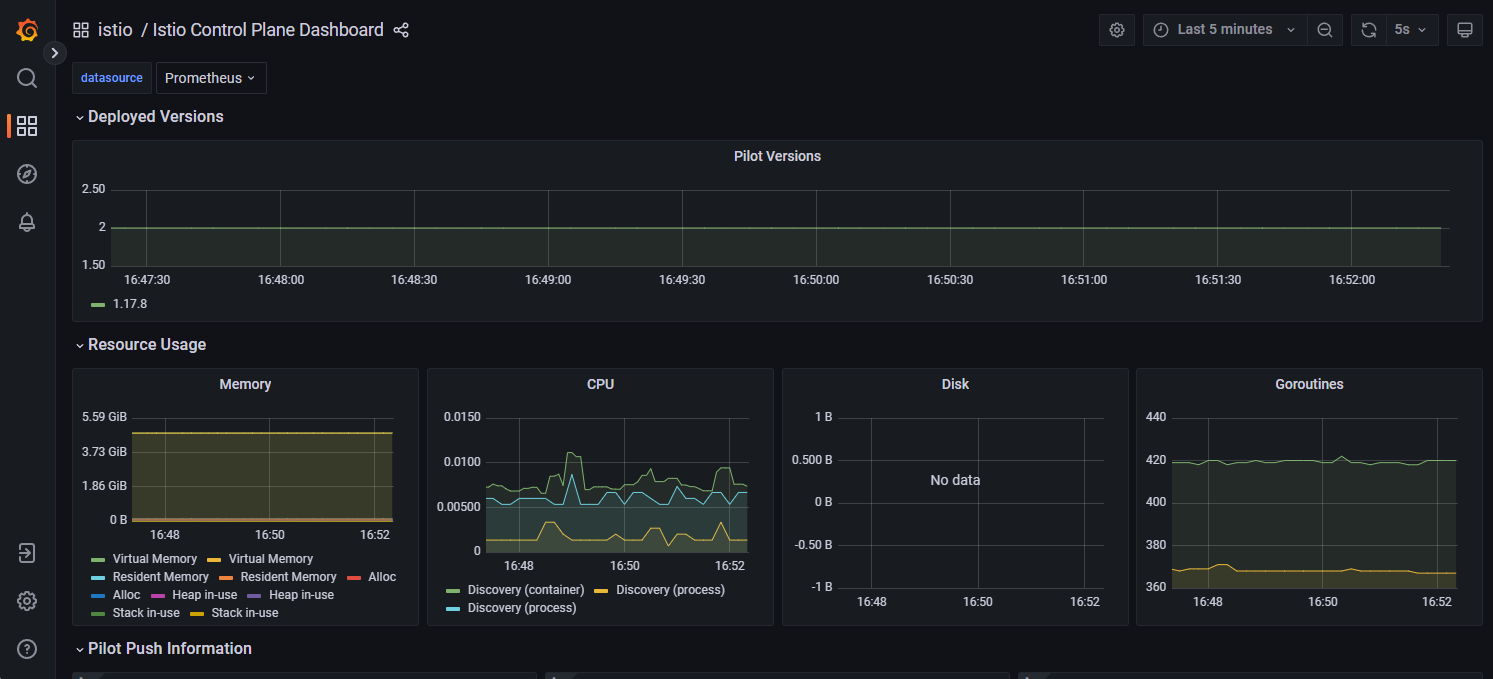 istio / Istio Control Plane Dashboard
Last 5 minutes
5s
datasource
Prometheus
Deployed Versions
Pilot Versions
2.50
2
1.50
16:47:30 16:48:00 16:48:30 16:49:00 16:49:30 16:50:00 16:50:30 16:51:00 16:51:30 16:52:00
1.17.8
Resource Usage
Memory
5.59 GiB
3.73 GiB
1.86 GiB
0 B
16:48 16:50 16:52
Virtual Memory Virtual Memory
Resident Memory Resident Memory Alloc
Alloc Heap in-use Heap in-use
Stack in-use Stack in-use
CPU
0.0150
0.0100
0.00500
0
16:48 16:50 16:52
Discovery (container) Discovery (process)
Discovery (process)
Disk
1 B
0.500 B
0 B
-0.50 B
-1 B
No data
16:48 16:50 16:52
Goroutines
440
420
400
380
360
16:48 16:50 16:52
Pilot Push Information